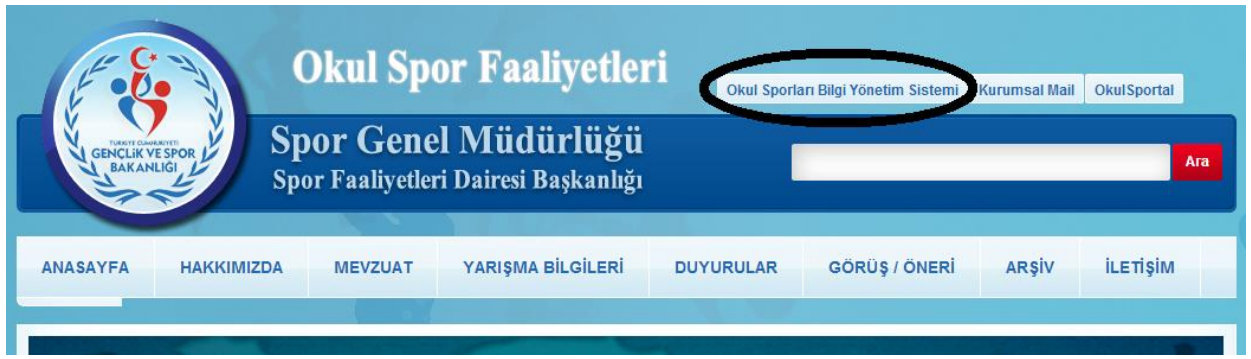 Okul Spor Faaliyetleri
Okul Sporları Bilgi Yönetim Sistemi Kurumsal Mail OkulSportal
TÜRKİYE CUMHURİYETİ
GENÇLİK VE SPOR
BAKANLIĞI
Spor Genel Müdürlüğü
Spor Faaliyetleri Dairesi Başkanlığı
Ara
ANASAYFA HAKKIMIZDA MEVZUAT YARIŞMA BİLGİLERİ DUYURULAR GÖRÜŞ / ÖNERİ ARŞİV İLETİŞİM